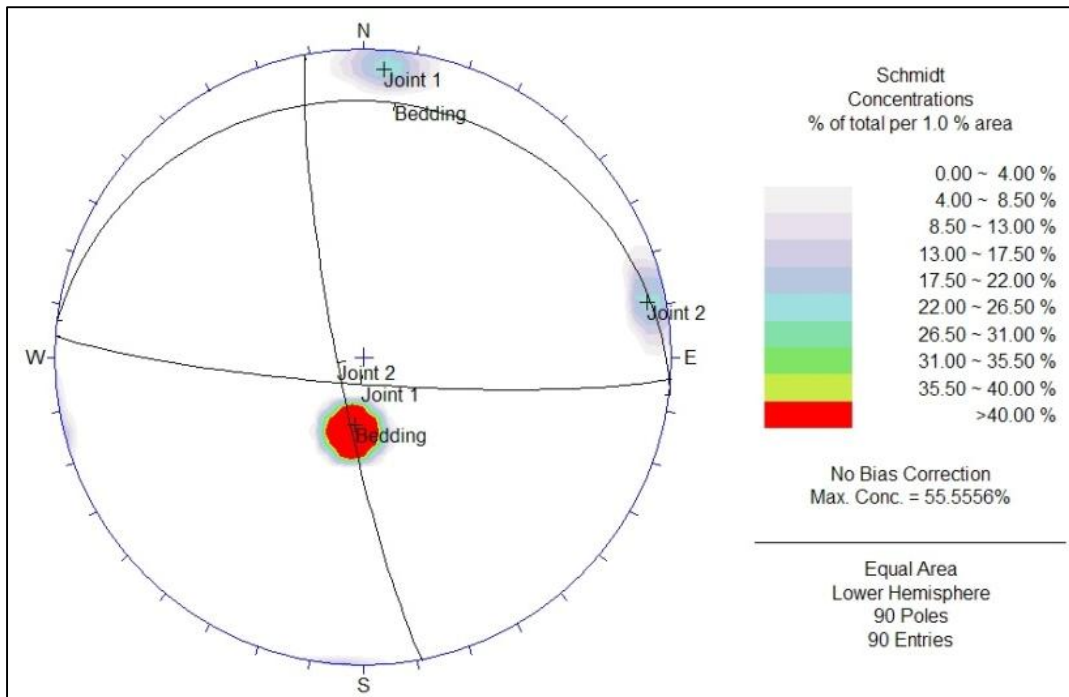 N
Joint 1
Bedding
Joint 2
W
E
Joint 2
Joint 1
Bedding
S
Schmidt
Concentrations
% of total per 1.0 % area
0.00 ~ 4.00 %
4.00 ~ 8.50 %
8.50 ~ 13.00 %
13.00 ~ 17.50 %
17.50 ~ 22.00 %
22.00 ~ 26.50 %
26.50 ~ 31.00 %
31.00 ~ 35.50 %
35.50 ~ 40.00 %
>40.00 %
No Bias Correction
Max. Conc. = 55.5556%
Equal Area
Lower Hemisphere
90 Poles
90 Entries